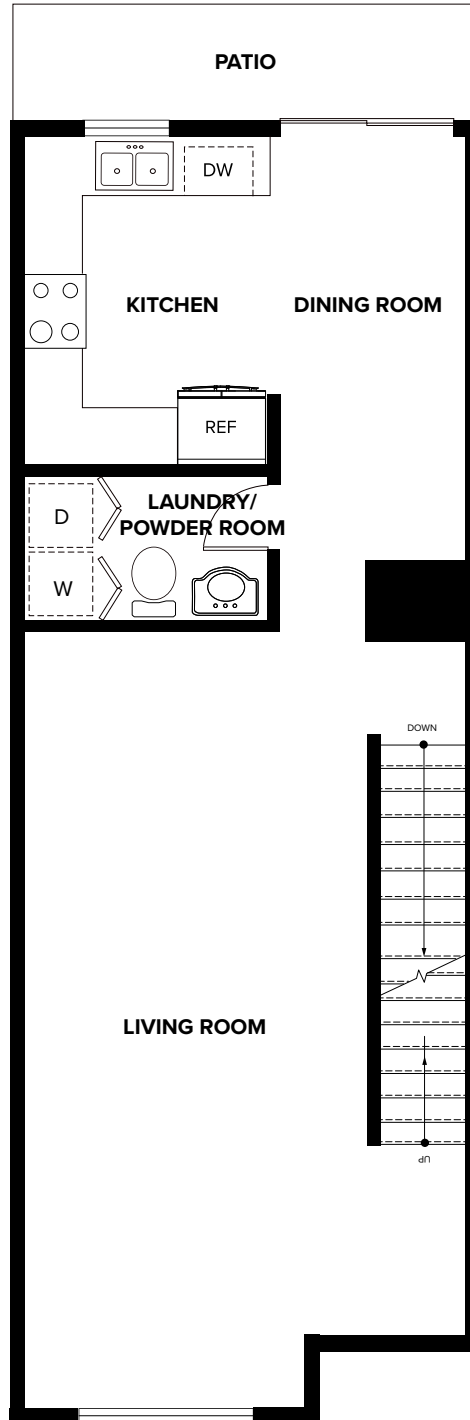 PATIO
DW
KITCHEN
DINING ROOM
REF
LAUNDRY/
POWDER ROOM
D
W
DOWN
LIVING ROOM
UP